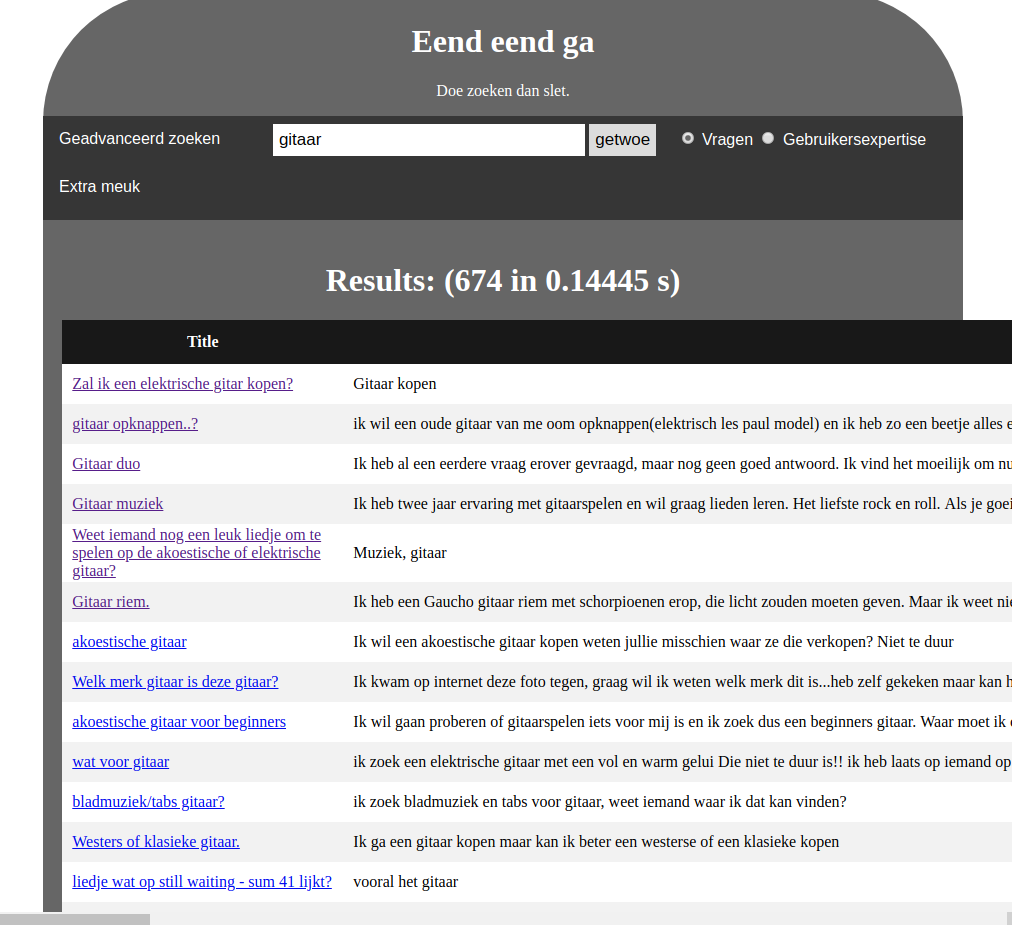 Eend eend ga
Doe zoeken dan slet.
Geadvanceerd zoeken
gitaar
getwoe
Vragen
Gebruikersexpertise
Extra meuk
Results: (674 in 0.14445 s)
Title
Zal ik een elektrische gitar kopen?
Gitaar kopen
gitaar opknappen..?
ik wil een oude gitaar van me oom opknappen(elektrisch les paul model) en ik heb zo een beetje alles
Gitaar duo
Ik heb al een eerdere vraag erover gevraagd, maar nog geen goed antwoord. Ik vind het moeilijk om
Gitaar muziek
Ik heb twee jaar ervaring met gitaarspelen en wil graag lieden leren. Het liefste rock en roll. Als je
Weet iemand nog een leuk liedje om te
spelen op de akoestische of elektrische
gitaar?
Muziek, gitaar
Gitaar riem.
Ik heb een Gaucho gitaar riem met schorpioenen erop, die licht zouden moeten geven. Maar ik weet
akoestische gitaar
Ik wil een akoestische gitaar kopen weten jullie misschien waar ze die verkopen? Niet te duur
Welk merk gitaar is deze gitaar?
Ik kwam op internet deze foto tegen, graag wil ik weten welk merk dit is...heb zelf gekeken maar kan
akoestische gitaar voor beginners
Ik wil gaan proberen of gitaarspelen iets voor mij is en ik zoek dus een beginners gitaar. Waar moet ik
wat voor gitaar
ik zoek een elektrische gitaar met een vol en warm gelui Die niet te duur is!! ik heb laats op iemand op
bladmuziek/tabs gitaar?
ik zoek bladmuziek en tabs voor gitaar, weet iemand waar ik dat kan vinden?
Westers of klasieke gitaar.
Ik ga een gitaar kopen maar kan ik beter een westerse of een klasieke kopen
liedje wat op still waiting - sum 41 lijkt?
vooral het gitaar